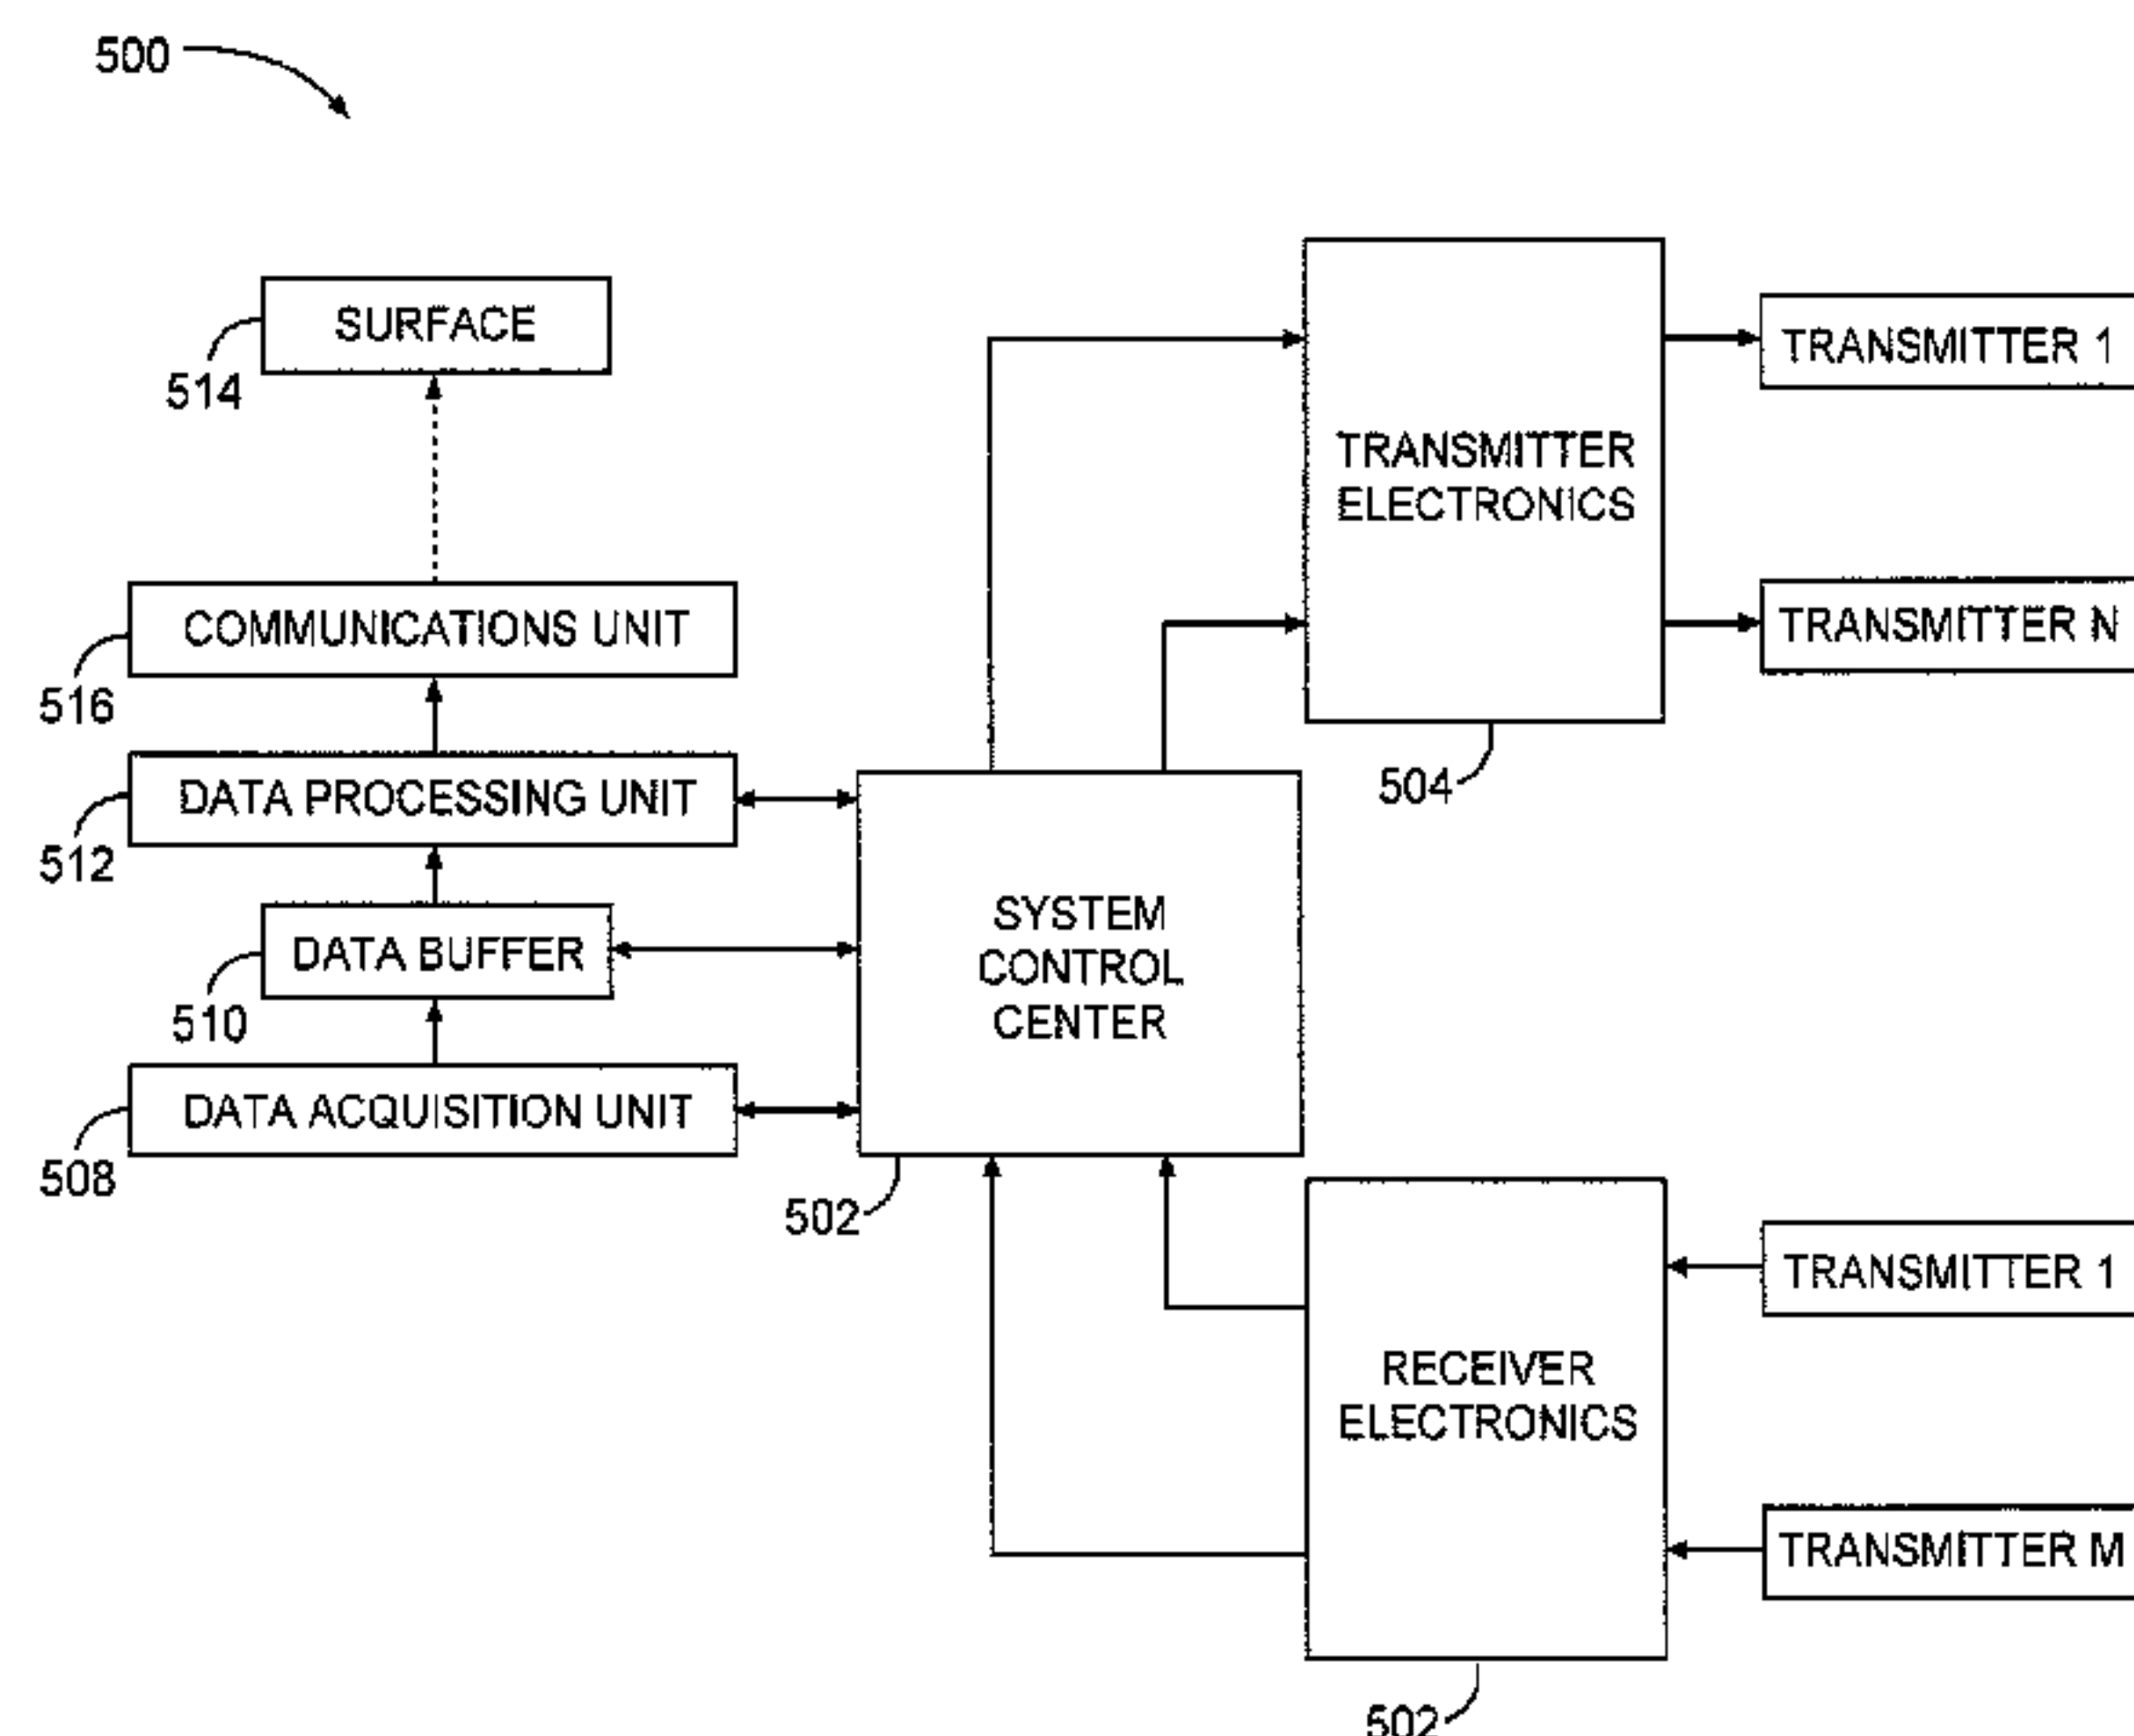 500
SURFACE
514
COMMUNICATIONS UNIT
516
DATA PROCESSING UNIT
512
DATA BUFFER
510
DATA ACQUISITION UNIT
508
SYSTEM
CONTROL
CENTER
502
TRANSMITTER
ELECTRONICS
504
TRANSMITTER 1
TRANSMITTER N
RECEIVER
ELECTRONICS
502
TRANSMITTER 1
TRANSMITTER M